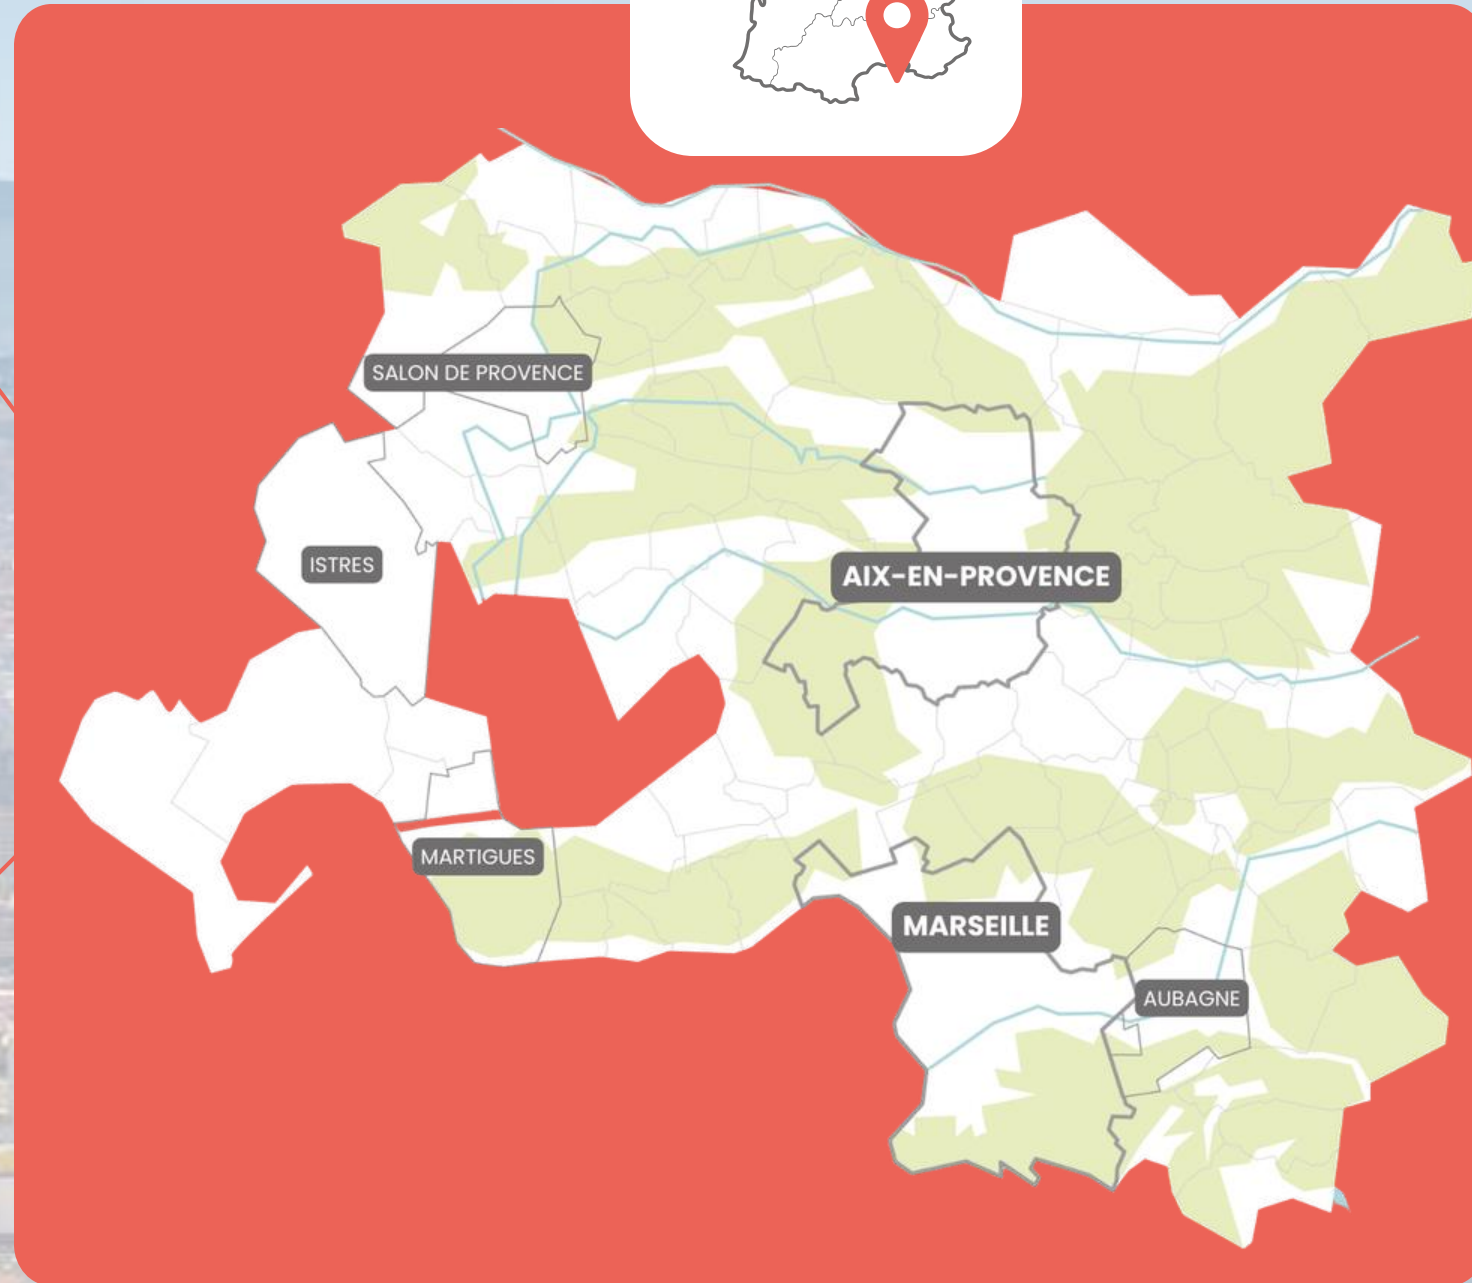 SALON DE PROVENCE
ISTRES
AIX-EN-PROVENCE
MARTIGUES
MARSEILLE
AUBAGNE